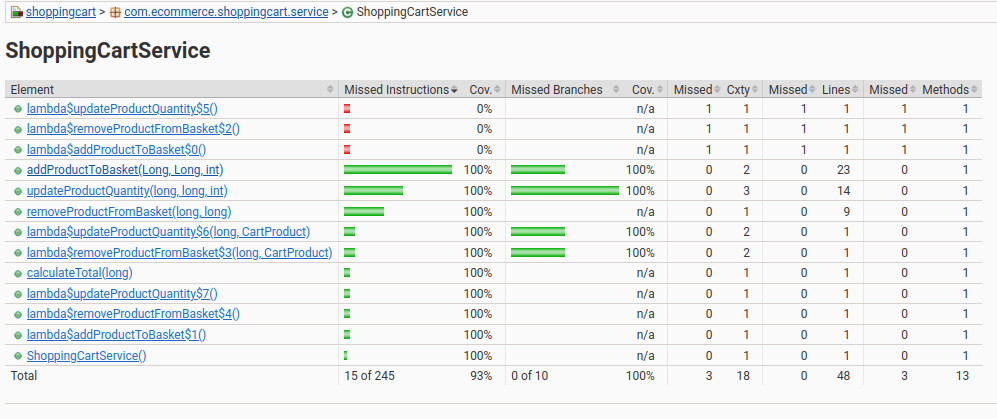 shoppingcart > com.ecommerce.shoppingcart.service > ShoppingCartService
ShoppingCartService
Element Missed Instructions Cov. Missed Branches Cov. Missed Cxty Missed Lines Missed Methods
lambda$updateProductQuantity$5() 0% n/a 1 1 1 1 1 1
lambda$removeProductFromBasket$2() 0% n/a 1 1 1 1 1 1
lambda$addProductToBasket$0() 0% n/a 1 1 1 1 1 1
addProductToBasket(Long, Long, int) 100% 100% 0 2 0 23 0 1
updateProductQuantity(long, long, int) 100% 100% 0 3 0 14 0 1
removeProductFromBasket(long, long) 100% n/a 0 1 0 9 0 1
lambda$updateProductQuantity$6(long, CartProduct) 100% 100% 0 2 0 1 0 1
lambda$removeProductFromBasket$3(long, CartProduct) 100% 100% 0 2 0 1 0 1
calculateTotal(long) 100% n/a 0 1 0 1 0 1
lambda$updateProductQuantity$7() 100% n/a 0 1 0 1 0 1
lambda$removeProductFromBasket$4() 100% n/a 0 1 0 1 0 1
lambda$addProductToBasket$1() 100% n/a 0 1 0 1 0 1
ShoppingCartService() 100% n/a 0 1 0 1 0 1
Total 15 of 245 93% 0 of 10 100% 3 18 0 48 3 13